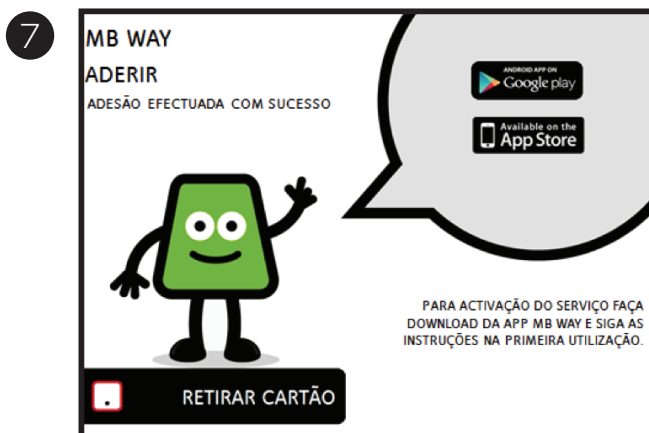 7
MB WAY
ADERIR
ADESÃO EFECTUADA COM SUCESSO
ANDROID APP ON
Google play
Available on the
App Store
PARA ACTIVAÇÃO DO SERVIÇO FAÇA
DOWNLOAD DA APP MB WAY E SIGA AS
INSTRUÇÕES NA PRIMEIRA UTILIZAÇÃO.
. RETIRAR CARTÃO